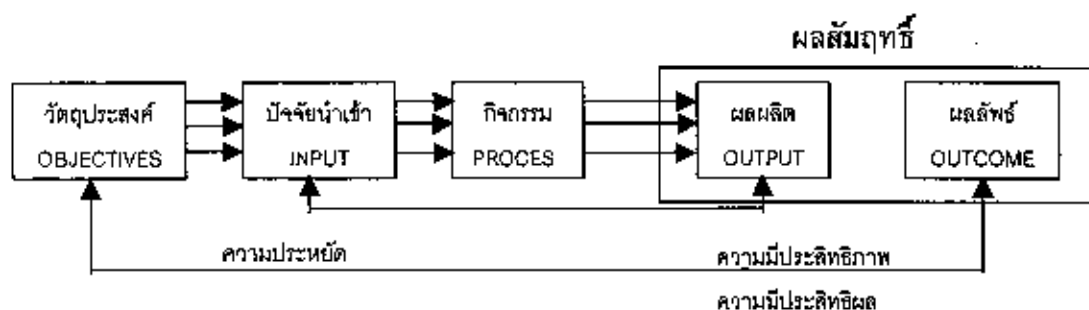 ผลสัมฤทธิ์
วัตถุประสงค์
OBJECTIVES
ปัจจัยนำเข้า
INPUT
กิจกรรม
PROCES
ผลผลิต
OUTPUT
ผลลัพธ์
OUTCOME
ความประหยัด
ความมีประสิทธิภาพ
ความมีประสิทธิผล